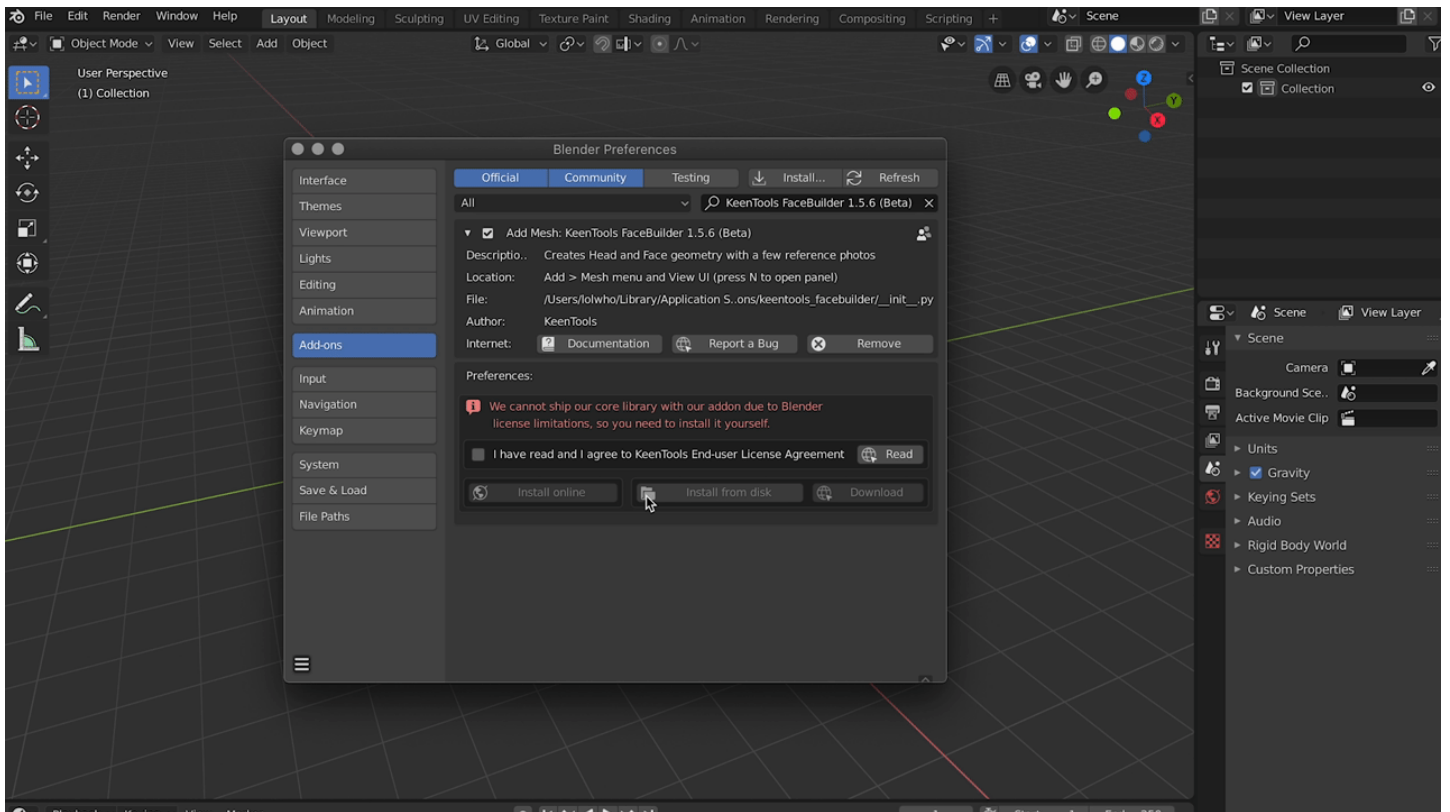 File Edit Render Window Help Layout Modeling Sculpting UV Editing Texture Paint Shading Animation Rendering Compositing Scripting + Scene View Layer
Object Mode View Select Add Object Global
User Perspective
(1) Collection
Z
Y
X
Scene Collection
Collection
Blender Preferences
Interface
Themes
Viewport
Lights
Editing
Animation
Add-ons
Input
Navigation
Keymap
System
Save & Load
File Paths
Official Community Testing Install... Refresh
All KeenTools FaceBuilder 1.5.6 (Beta)
Add Mesh: KeenTools FaceBuilder 1.5.6 (Beta)
Descriptio.. Creates Head and Face geometry with a few reference photos
Location: Add > Mesh menu and View UI (press N to open panel)
File: /Users/lolwho/Library/Application S..ons/keentools_facebuilder/__init__.py
Author: KeenTools
Internet: Documentation Report a Bug Remove
Preferences:
We cannot ship our core library with our addon due to Blender
license limitations, so you need to install it yourself.
I have read and I agree to KeenTools End-user License Agreement Read
Install online Install from disk Download
Scene View Layer
Scene
Camera
Background Sce..
Active Movie Clip
Units
Gravity
Keying Sets
Audio
Rigid Body World
Custom Properties